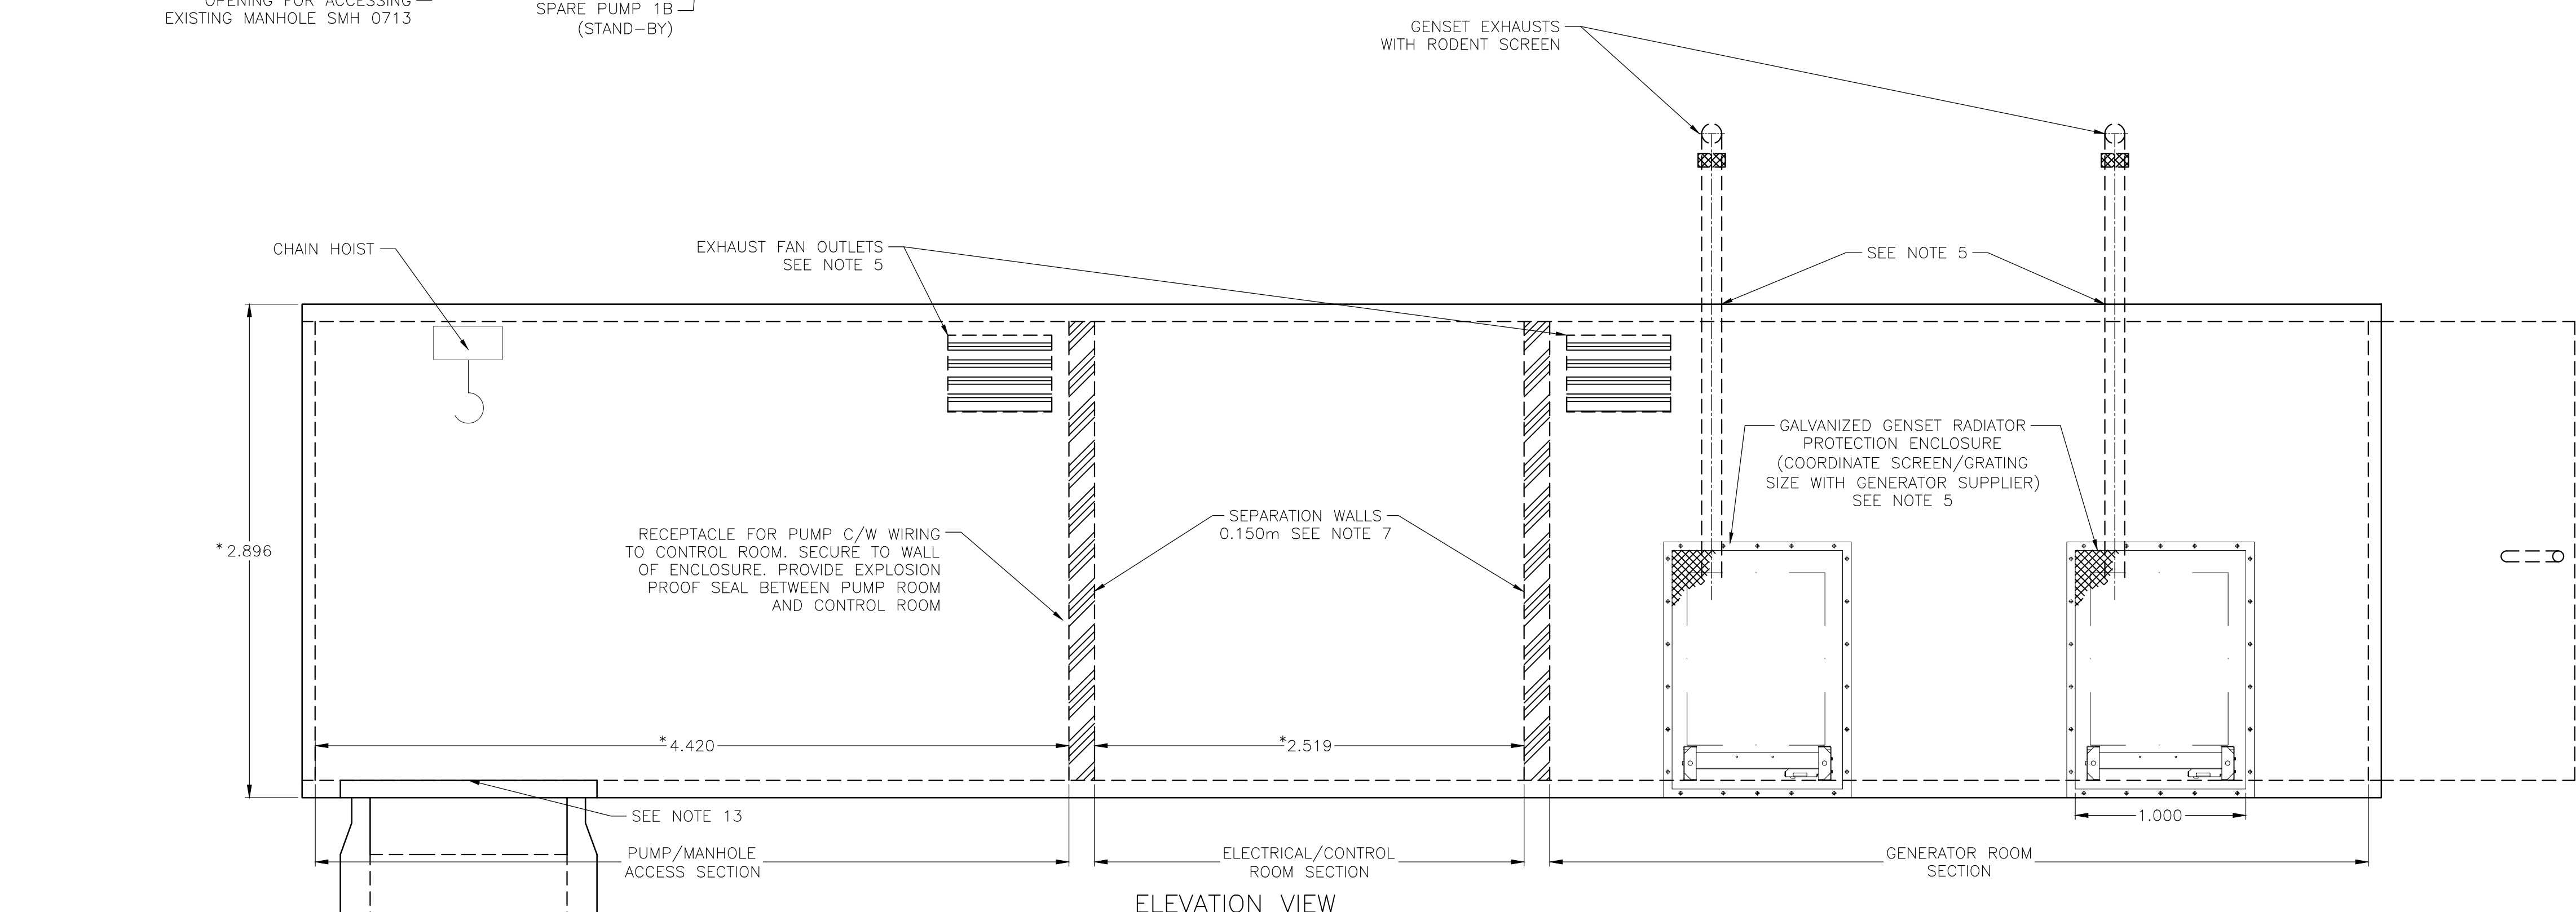 OPENING FOR ACCESSING
EXISTING MANHOLE SMH 0713
SPARE PUMP 1B
(STAND-BY)
GENSET EXHAUSTS
WITH RODENT SCREEN
CHAIN HOIST
EXHAUST FAN OUTLETS
SEE NOTE 5
SEE NOTE 5
GALVANIZED GENSET RADIATOR
PROTECTION ENCLOSURE
(COORDINATE SCREEN/GRATING
SIZE WITH GENERATOR SUPPLIER)
SEE NOTE 5
*2.896
RECEPTACLE FOR PUMP C/W WIRING
TO CONTROL ROOM. SECURE TO WALL
OF ENCLOSURE. PROVIDE EXPLOSION
PROOF SEAL BETWEEN PUMP ROOM
AND CONTROL ROOM
SEPARATION WALLS
0.150m SEE NOTE 7
*4.420
*2.519
SEE NOTE 13
1.000
PUMP/MANHOLE
ACCESS SECTION
ELECTRICAL/CONTROL
ROOM SECTION
GENERATOR ROOM
SECTION
ELEVATION VIEW